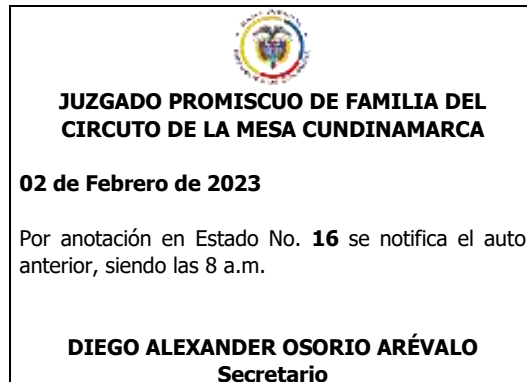 JUZGADO PROMISCUO DE FAMILIA DEL
CIRCUTO DE LA MESA CUNDINAMARCA
02 de Febrero de 2023
Por anotación en Estado No. 16 se notifica el auto
anterior, siendo las 8 a.m.
DIEGO ALEXANDER OSORIO ARÉVALO
Secretario